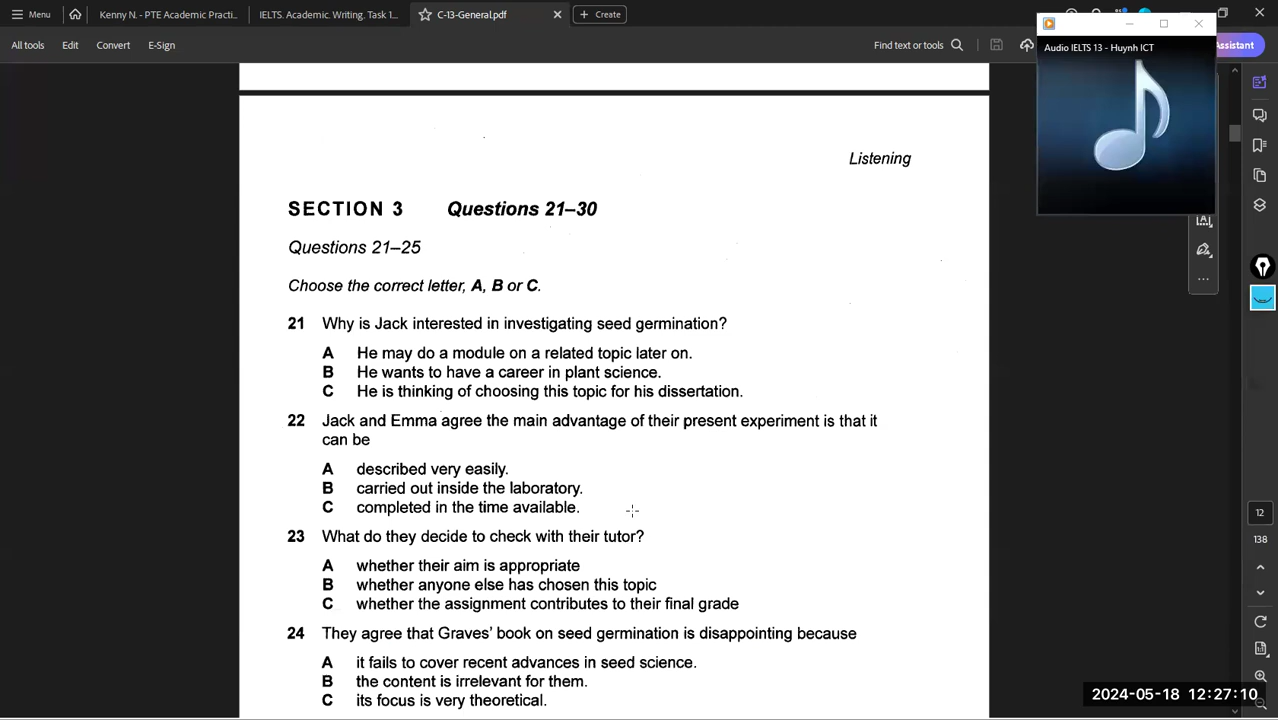 Menu
Kenny N. - PTE Academic Practi...
IELTS. Academic. Writing. Task 1...
C-13-General.pdf
Create
All tools
Edit
Convert
E-Sign
Find text or tools
Assistant
Audio IELTS 13 - Huynh ICT
Listening
SECTION 3 Questions 21–30
Questions 21–25
Choose the correct letter, A, B or C.
21 Why is Jack interested in investigating seed germination?
A He may do a module on a related topic later on.
B He wants to have a career in plant science.
C He is thinking of choosing this topic for his dissertation.
22 Jack and Emma agree the main advantage of their present experiment is that it
can be
A described very easily.
B carried out inside the laboratory.
C completed in the time available.
23 What do they decide to check with their tutor?
A whether their aim is appropriate
B whether anyone else has chosen this topic
C whether the assignment contributes to their final grade
24 They agree that Graves' book on seed germination is disappointing because
A it fails to cover recent advances in seed science.
B the content is irrelevant for them.
C its focus is very theoretical.
12
138
2024-05-18 12:27:10